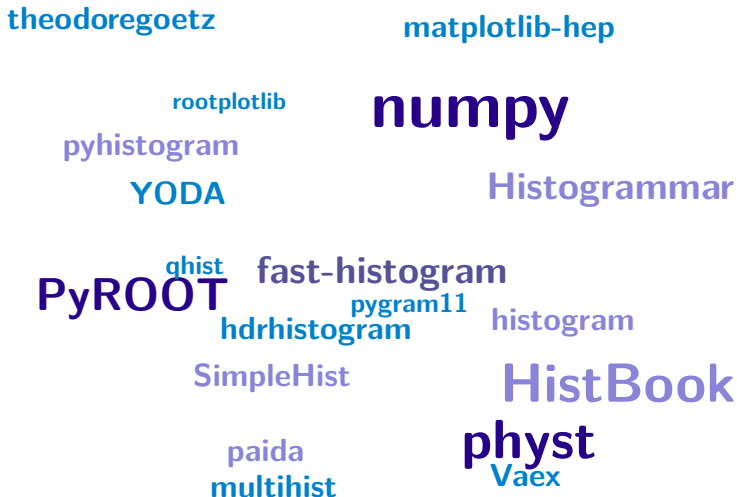 theodoregoetz
matplotlib-hep
rootplotlib
numpy
pyhistogram
YODA
Histogrammar
qhist
fast-histogram
PyROOT
pygram11
hdrhistogram
histogram
SimpleHist
HistBook
paida
physt
Vaex
multihist